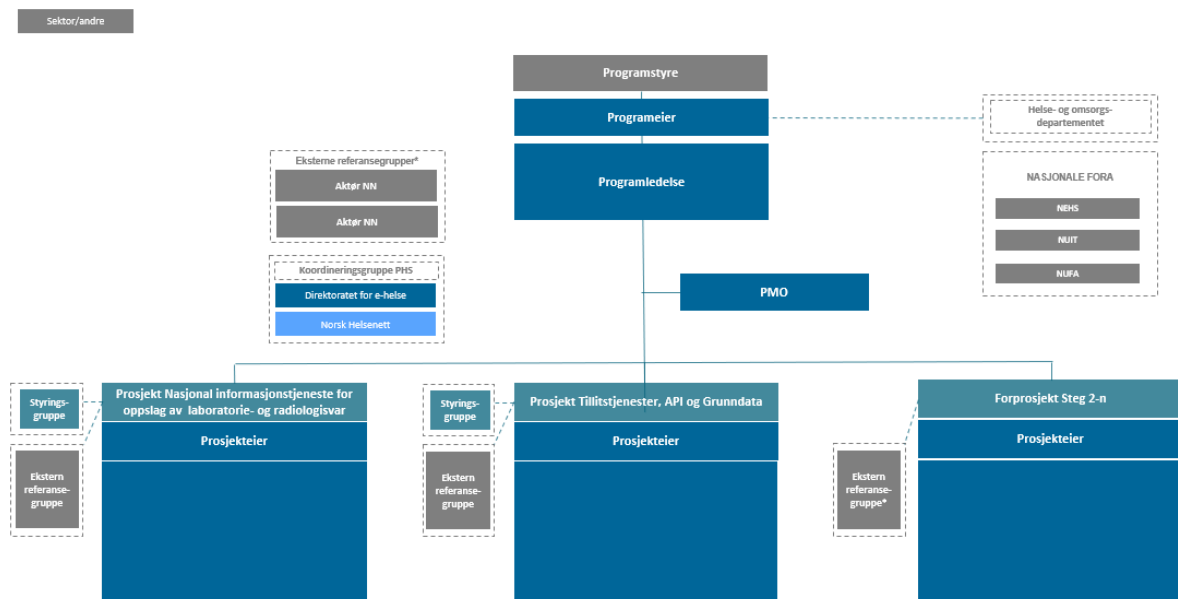 Sektor/andre
Programstyre
Programeier
Programledelse
Helse- og omsorgs-
departementet
NASJONALE FORA
NEHS
NUIT
NUFA
Eksterne referansegrupper*
Aktør NN
Aktør NN
Koordineringsgruppe PHS
Direktoratet for e-helse
Norsk Helsenett
PMO
Styrings-
gruppe
Ekstern
referanse-
gruppe
Prosjekt Nasjonal informasjonstjeneste for
oppslag av laboratorie- og radiologisvar
Prosjekteier
Styrings-
gruppe
Ekstern
referanse-
gruppe
Prosjekt Tillitstjenester, API og Grunndata
Prosjekteier
Ekstern
referanse-
gruppe*
Forprosjekt Steg 2-n
Prosjekteier